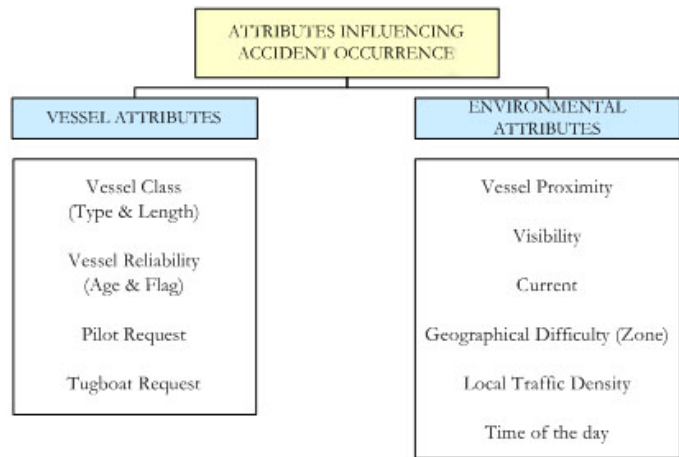 ATTRIBUTES INFLUENCING
ACCIDENT OCCURRENCE
VESSEL ATTRIBUTES
Vessel Class
(Type & Length)
Vessel Reliability
(Age & Flag)
Pilot Request
Tugboat Request
ENVIRONMENTAL
ATTRIBUTES
Vessel Proximity
Visibility
Current
Geographical Difficulty (Zone)
Local Traffic Density
Time of the day